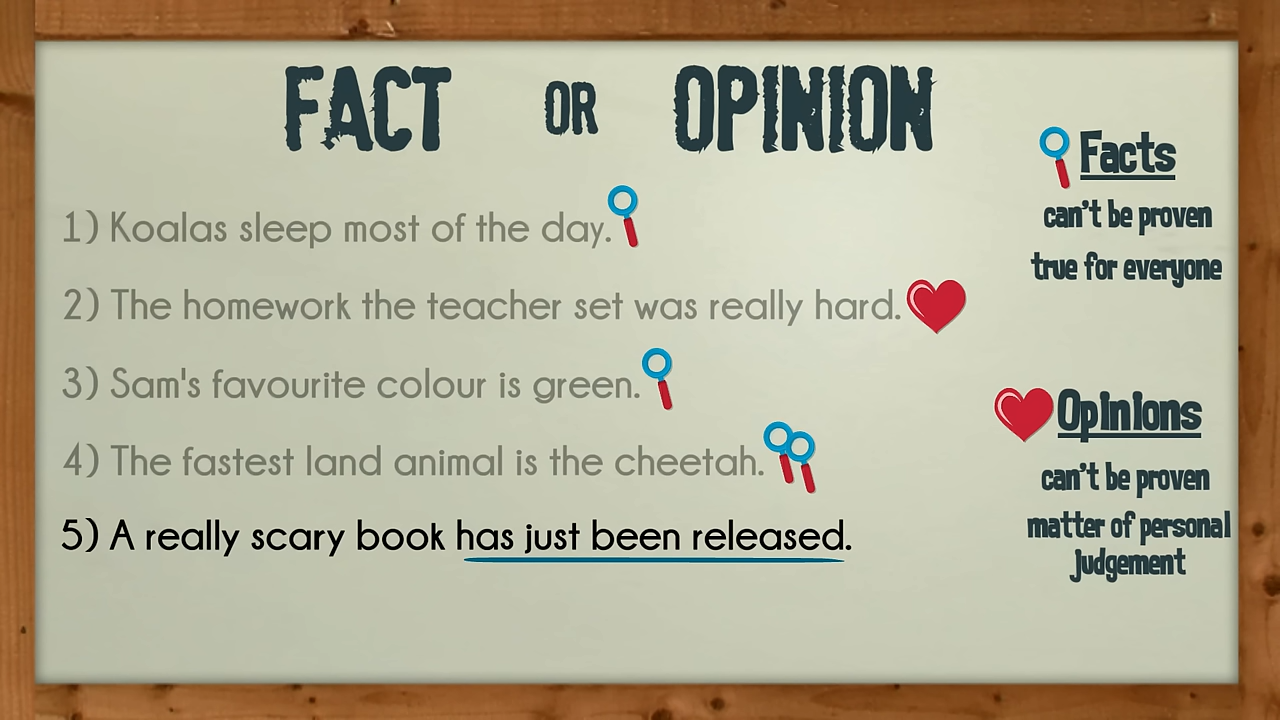 FACT OR OPINION
1) Koalas sleep most of the day.
2) The homework the teacher set was really hard.
3) Sam's favourite colour is green.
4) The fastest land animal is the cheetah.
5) A really scary book has just been released.
Facts
can't be proven
true for everyone
Opinions
can't be proven
matter of personal
judgement